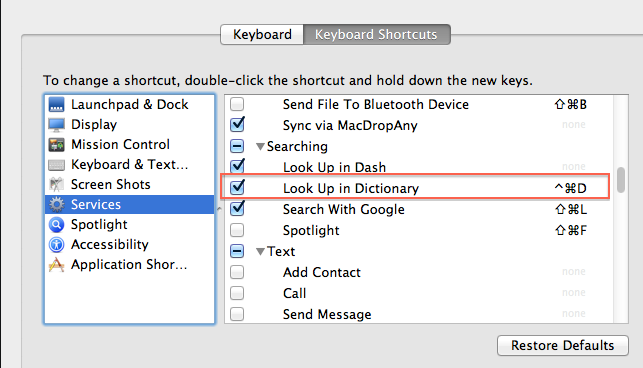 Keyboard Keyboard Shortcuts
To change a shortcut, double-click the shortcut and hold down the new keys.
Launchpad & Dock
Display
Mission Control
Keyboard & Text...
Screen Shots
Services
Spotlight
Accessibility
Application Shor...
Send File To Bluetooth Device ⇧⌘B
Sync via MacDropAny none
Searching
Look Up in Dash none
Look Up in Dictionary ^⌘D
Search With Google ⇧⌘L
Spotlight ⇧⌘F
Text
Add Contact none
Call none
Send Message none
Restore Defaults